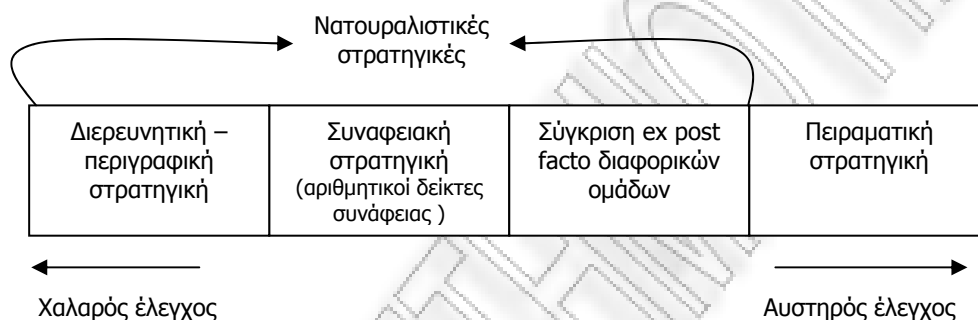 Νατουραλιστικές
στρατηγικές
Διερευνητική –
περιγραφική
στρατηγική
Συναφειακή
στρατηγική
(αριθμητικοί δείκτες
συνάφειας )
Σύγκριση ex post
facto διαφορικών
ομάδων
Πειραματική
στρατηγική
Χαλαρός έλεγχος
Αυστηρός έλεγχος